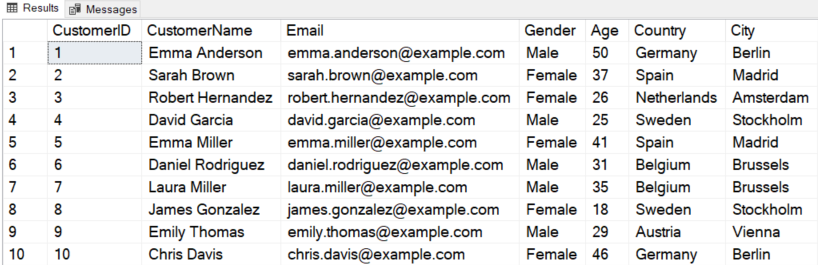 Results Messages
CustomerID CustomerName Email Gender Age Country City
1 1 Emma Anderson emma.anderson@example.com Male 50 Germany Berlin
2 2 Sarah Brown sarah.brown@example.com Female 37 Spain Madrid
3 3 Robert Hernandez robert.hernandez@example.com Female 26 Netherlands Amsterdam
4 4 David Garcia david.garcia@example.com Male 25 Sweden Stockholm
5 5 Emma Miller emma.miller@example.com Female 41 Spain Madrid
6 6 Daniel Rodriguez daniel.rodriguez@example.com Male 31 Belgium Brussels
7 7 Laura Miller laura.miller@example.com Male 35 Belgium Brussels
8 8 James Gonzalez james.gonzalez@example.com Female 18 Sweden Stockholm
9 9 Emily Thomas emily.thomas@example.com Male 29 Austria Vienna
10 10 Chris Davis chris.davis@example.com Female 46 Germany Berlin